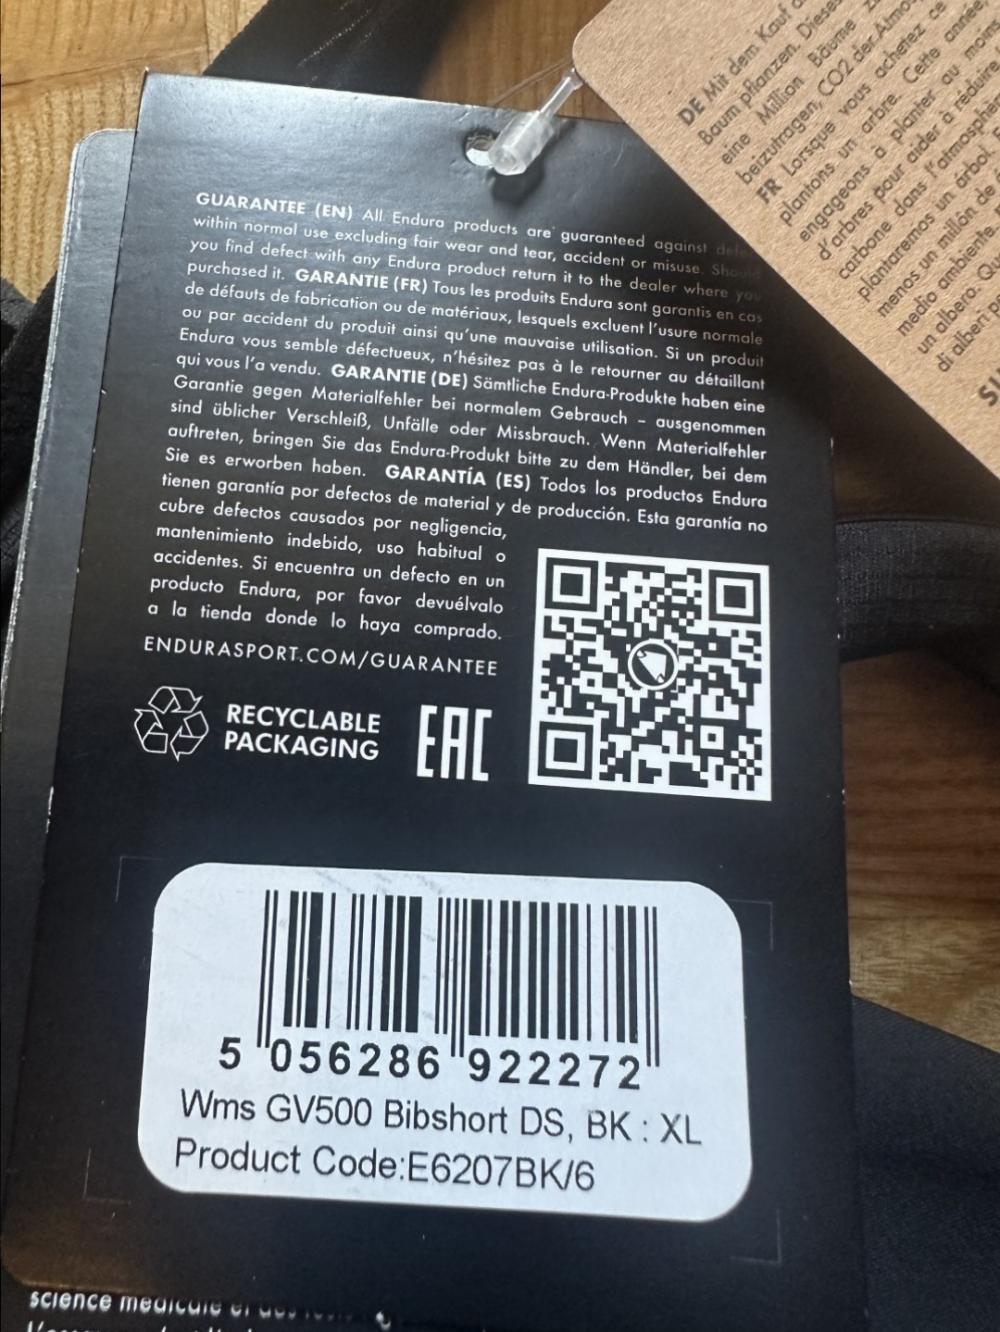 GUARANTEE (EN) All Endura products are guaranteed against
within normal use excluding fair wear and tear, accident or misuse. Should
you find defect with any Endura product return it to the dealer where you
purchased it. GARANTIE (FR) Tous les produits Endura sont garantis en cas
de défauts de fabrication ou de matériaux, lesquels excluent l'usure normale
ou par accident du produit ainsi qu'une mauvaise utilisation. Si un produit
Endura vous semble défectueux, n'hésitez pas à le retourner au détaillant
qui vous l'a vendu. GARANTIE (DE) Sämtliche Endura-Produkte haben eine
Garantie gegen Materialfehler bei normalem Gebrauch – ausgenommen
sind üblicher Verschleiß, Unfälle oder Missbrauch. Wenn Materialfehler
auftreten, bringen Sie das Endura-Produkt bitte zu dem Händler, bei dem
Sie es erworben haben. GARANTÍA (ES) Todos los productos Endura
tienen garantía por defectos de material y de producción. Esta garantía no
cubre defectos causados por negligencia,
mantenimiento indebido, uso habitual o
accidentes. Si encuentra un defecto en un
producto Endura, por favor devuélvalo
a la tienda donde lo haya comprado.
ENDURASPORT.COM/GUARANTEE
RECYCLABLE
PACKAGING
EAC
5 056286 922272
Wms GV500 Bibshort DS, BK : XL
Product Code:E6207BK/6
DE Mit dem Kauf
Baum pflanzen. Dieses
eine Million Bäume
beizutragen, CO2 der
FR Lorsque vous achetez ce
plantons un arbre. Cette année
engageons à planter au moins
d'arbres pour aider à réduire
carbone dans l'atmosphère
plantaremos un árbol.
menos un millón de
medio ambiente.
un albero.
di alberi
science médicale et des